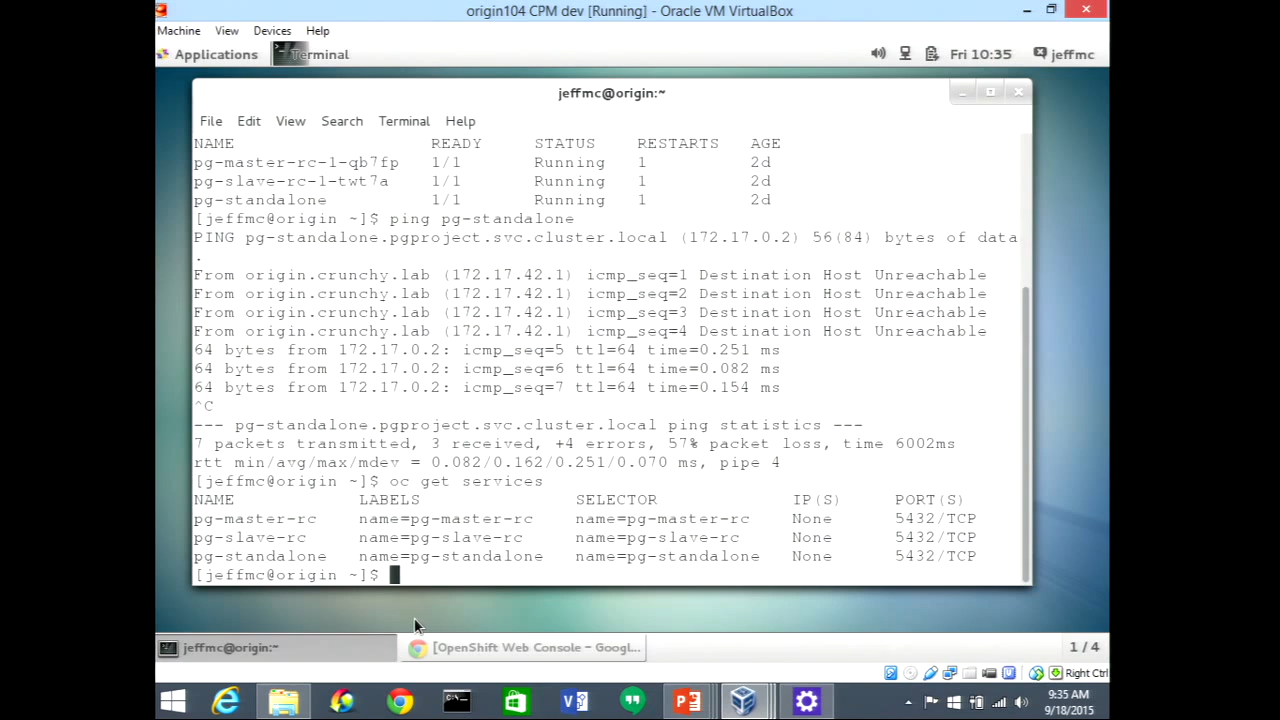 origin104 CPM dev [Running] - Oracle VM VirtualBox
Machine View Devices Help
Applications Terminal Fri 10:35 jeffmc
jeffmc@origin:~
File Edit View Search Terminal Help
NAME READY STATUS RESTARTS AGE
pg-master-rc-1-qb7fp 1/1 Running 1 2d
pg-slave-rc-1-twt7a 1/1 Running 1 2d
pg-standalone 1/1 Running 1 2d
[jeffmc@origin ~]$ ping pg-standalone
PING pg-standalone.pgproject.svc.cluster.local (172.17.0.2) 56(84) bytes of data
.
From origin.crunchy.lab (172.17.42.1) icmp_seq=1 Destination Host Unreachable
From origin.crunchy.lab (172.17.42.1) icmp_seq=2 Destination Host Unreachable
From origin.crunchy.lab (172.17.42.1) icmp_seq=3 Destination Host Unreachable
From origin.crunchy.lab (172.17.42.1) icmp_seq=4 Destination Host Unreachable
64 bytes from 172.17.0.2: icmp_seq=5 ttl=64 time=0.251 ms
64 bytes from 172.17.0.2: icmp_seq=6 ttl=64 time=0.082 ms
64 bytes from 172.17.0.2: icmp_seq=7 ttl=64 time=0.154 ms
^C
--- pg-standalone.pgproject.svc.cluster.local ping statistics ---
7 packets transmitted, 3 received, +4 errors, 57% packet loss, time 6002ms
rtt min/avg/max/mdev = 0.082/0.162/0.251/0.070 ms, pipe 4
[jeffmc@origin ~]$ oc get services
NAME LABELS SELECTOR IP(S) PORT(S)
pg-master-rc name=pg-master-rc name=pg-master-rc None 5432/TCP
pg-slave-rc name=pg-slave-rc name=pg-slave-rc None 5432/TCP
pg-standalone name=pg-standalone name=pg-standalone None 5432/TCP
[jeffmc@origin ~]$
jeffmc@origin:~ [OpenShift Web Console - Googl... 1 / 4
Right Ctrl
9:35 AM
9/18/2015